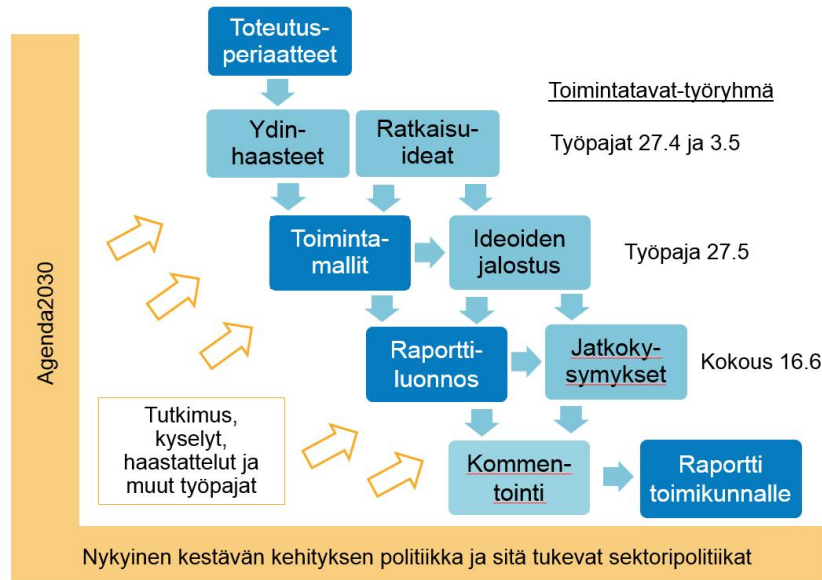 Toteutus-
periaatteet
Toimintatavat-työryhmä
Ydin-
haasteet
Ratkaisu-
ideat
Työpajat 27.4 ja 3.5
Toiminta-
mallit
Ideoiden
jalostus
Työpaja 27.5
Raportti-
luonnos
Jatkoky-
symykset
Kokous 16.6
Agenda2030
Tutkimus,
kyselyt,
haastattelut ja
muut työpajat
Kommen-
tointi
Raportti
toimikunnalle
Nykyinen kestävän kehityksen politiikka ja sitä tukevat sektoripolitiikat